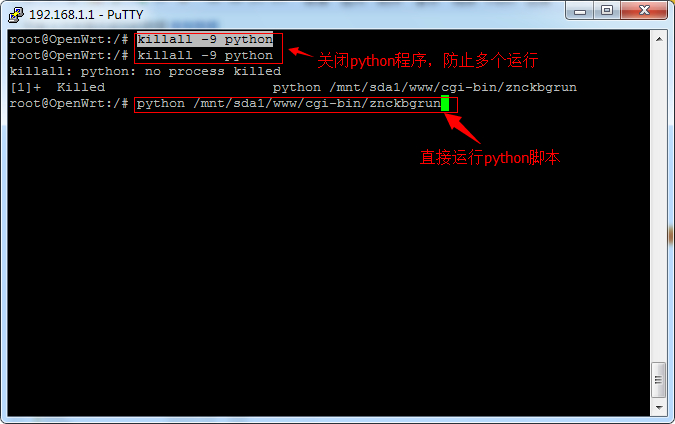 192.168.1.1 - PuTTY
root@OpenWrt:/# killall -9 python
root@OpenWrt:/# killall -9 python
关闭python程序，防止多个运行
killall: python: no process killed
[1]+  Killed                  python /mnt/sda1/www/cgi-bin/znckbgrun
root@OpenWrt:/# python /mnt/sda1/www/cgi-bin/znckbgrun
直接运行python脚本